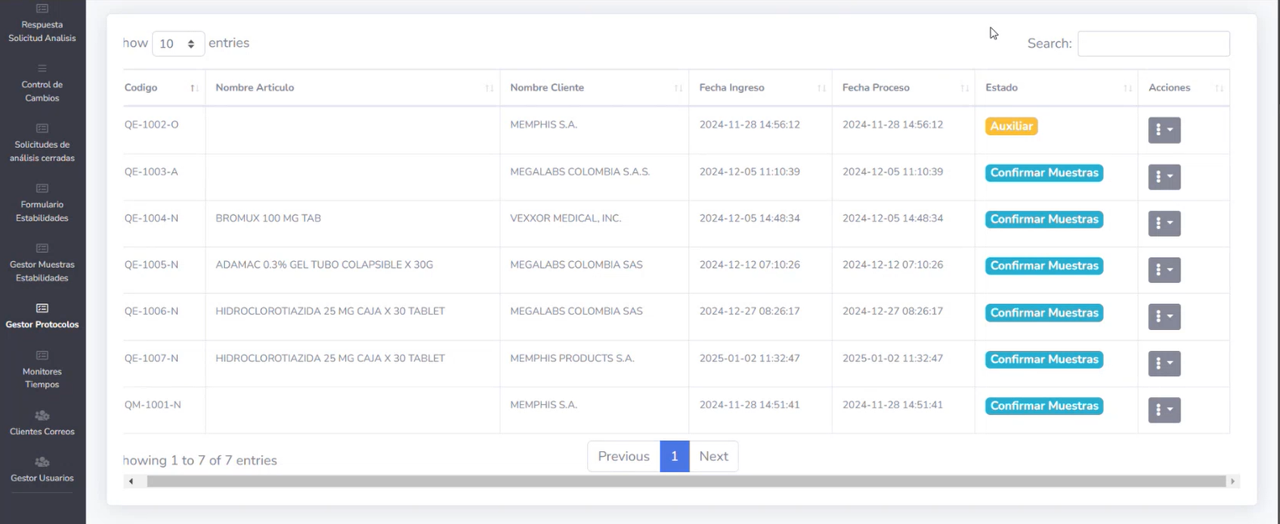 Respuesta
Solicitud Analisis
Control de
Cambios
Solicitudes de
análisis cerradas
Formulario
Estabilidades
Gestor Muestras
Estabilidades
Gestor Protocolos
Monitores
Tiempos
Clientes Correos
Gestor Usuarios
how 10 entries Search:
Codigo Nombre Articulo Nombre Cliente Fecha Ingreso Fecha Proceso Estado Acciones
QE-1002-O MEMPHIS S.A. 2024-11-28 14:56:12 2024-11-28 14:56:12 Auxiliar
QE-1003-A MEGALABS COLOMBIA S.A.S. 2024-12-05 11:10:39 2024-12-05 11:10:39 Confirmar Muestras
QE-1004-N BROMUX 100 MG TAB VEXXOR MEDICAL, INC. 2024-12-05 14:48:34 2024-12-05 14:48:34 Confirmar Muestras
QE-1005-N ADAMAC 0.3% GEL TUBO COLAPSIBLE X 30G MEGALABS COLOMBIA SAS 2024-12-12 07:10:26 2024-12-12 07:10:26 Confirmar Muestras
QE-1006-N HIDROCLOROTIAZIDA 25 MG CAJA X 30 TABLET MEGALABS COLOMBIA SAS 2024-12-27 08:26:17 2024-12-27 08:26:17 Confirmar Muestras
QE-1007-N HIDROCLOROTIAZIDA 25 MG CAJA X 30 TABLET MEMPHIS PRODUCTS S.A. 2025-01-02 11:32:47 2025-01-02 11:32:47 Confirmar Muestras
QM-1001-N MEMPHIS S.A. 2024-11-28 14:51:41 2024-11-28 14:51:41 Confirmar Muestras
howing 1 to 7 of 7 entries Previous 1 Next